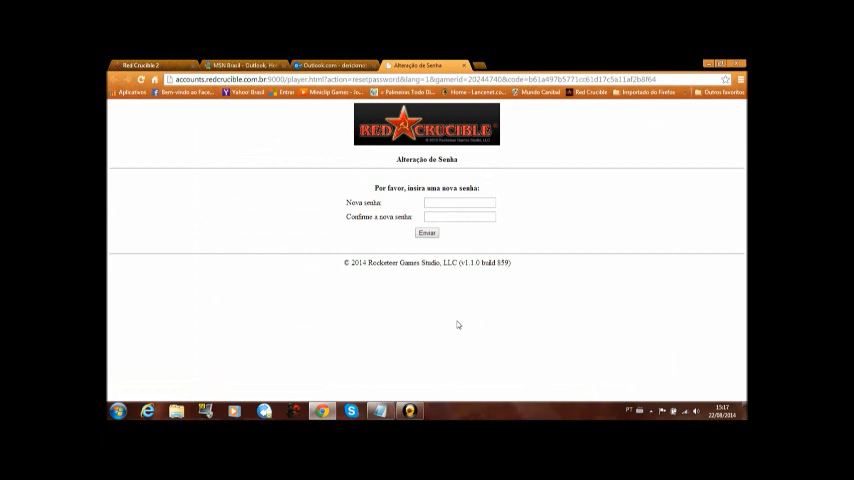 Red Crucible 2
MSN Brasil - Outlook, Ho
Outlook.com - derickmo
Alteração de Senha
accounts.redcrucible.com.br:9000/player.html?action=resetpassword&lang=1&gamerid=20244740&code=b61a497b5771cc61d17c5a11af2b8f64
Aplicativos
Bem-vindo ao Face...
Yahoo! Brasil
Entrar
Miniclip Games - Jo...
:: Palmeiras Todo Di...
Home - Lancenet.co...
Mundo Canibal
Red Crucible
Importado do Firefox
Outros favoritos
RED CRUCIBLE
Alteração de Senha
Por favor, insira uma nova senha:
Nova senha:
Confirme a nova senha:
Enviar
© 2014 Rocketeer Games Studio, LLC (v1.1.0 build 859)
PT
15:17
22/08/2014